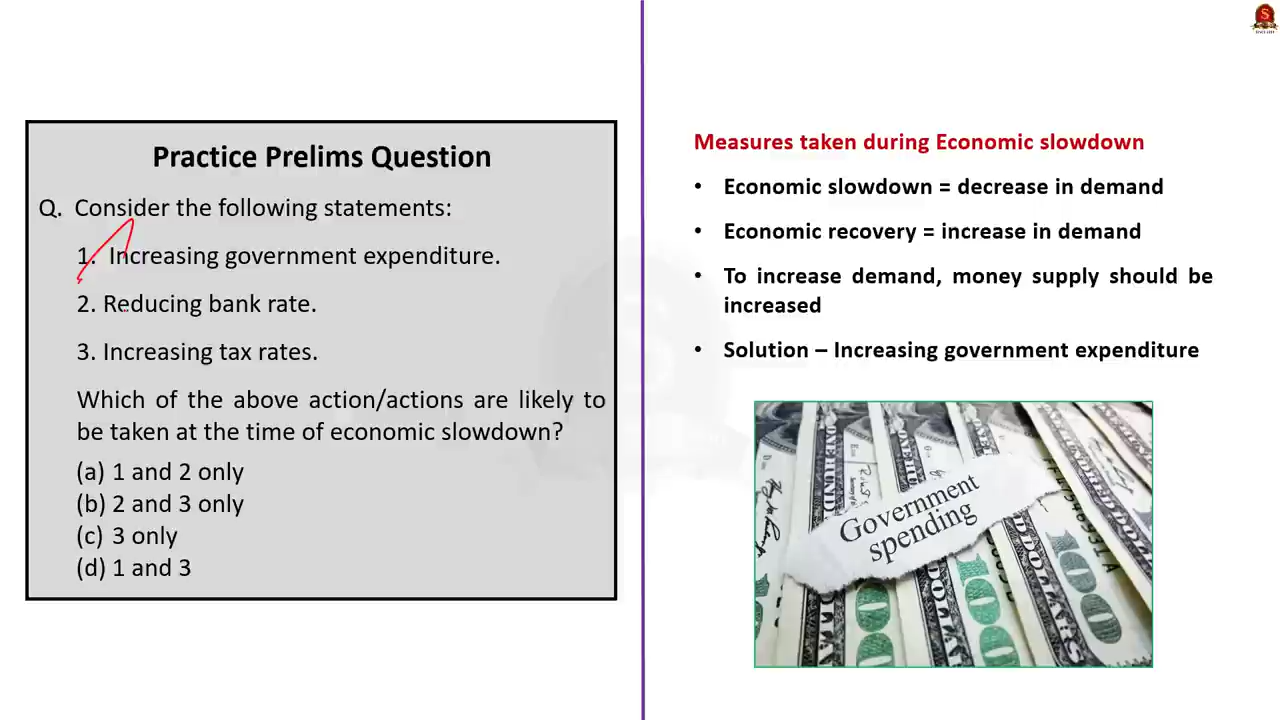 Practice Prelims Question
Q. Consider the following statements:
1. Increasing government expenditure.
2. Reducing bank rate.
3. Increasing tax rates.
Which of the above action/actions are likely to
be taken at the time of economic slowdown?
(a) 1 and 2 only
(b) 2 and 3 only
(c) 3 only
(d) 1 and 3
Measures taken during Economic slowdown
• Economic slowdown = decrease in demand
• Economic recovery = increase in demand
• To increase demand, money supply should be
increased
• Solution – Increasing government expenditure
Government
spending